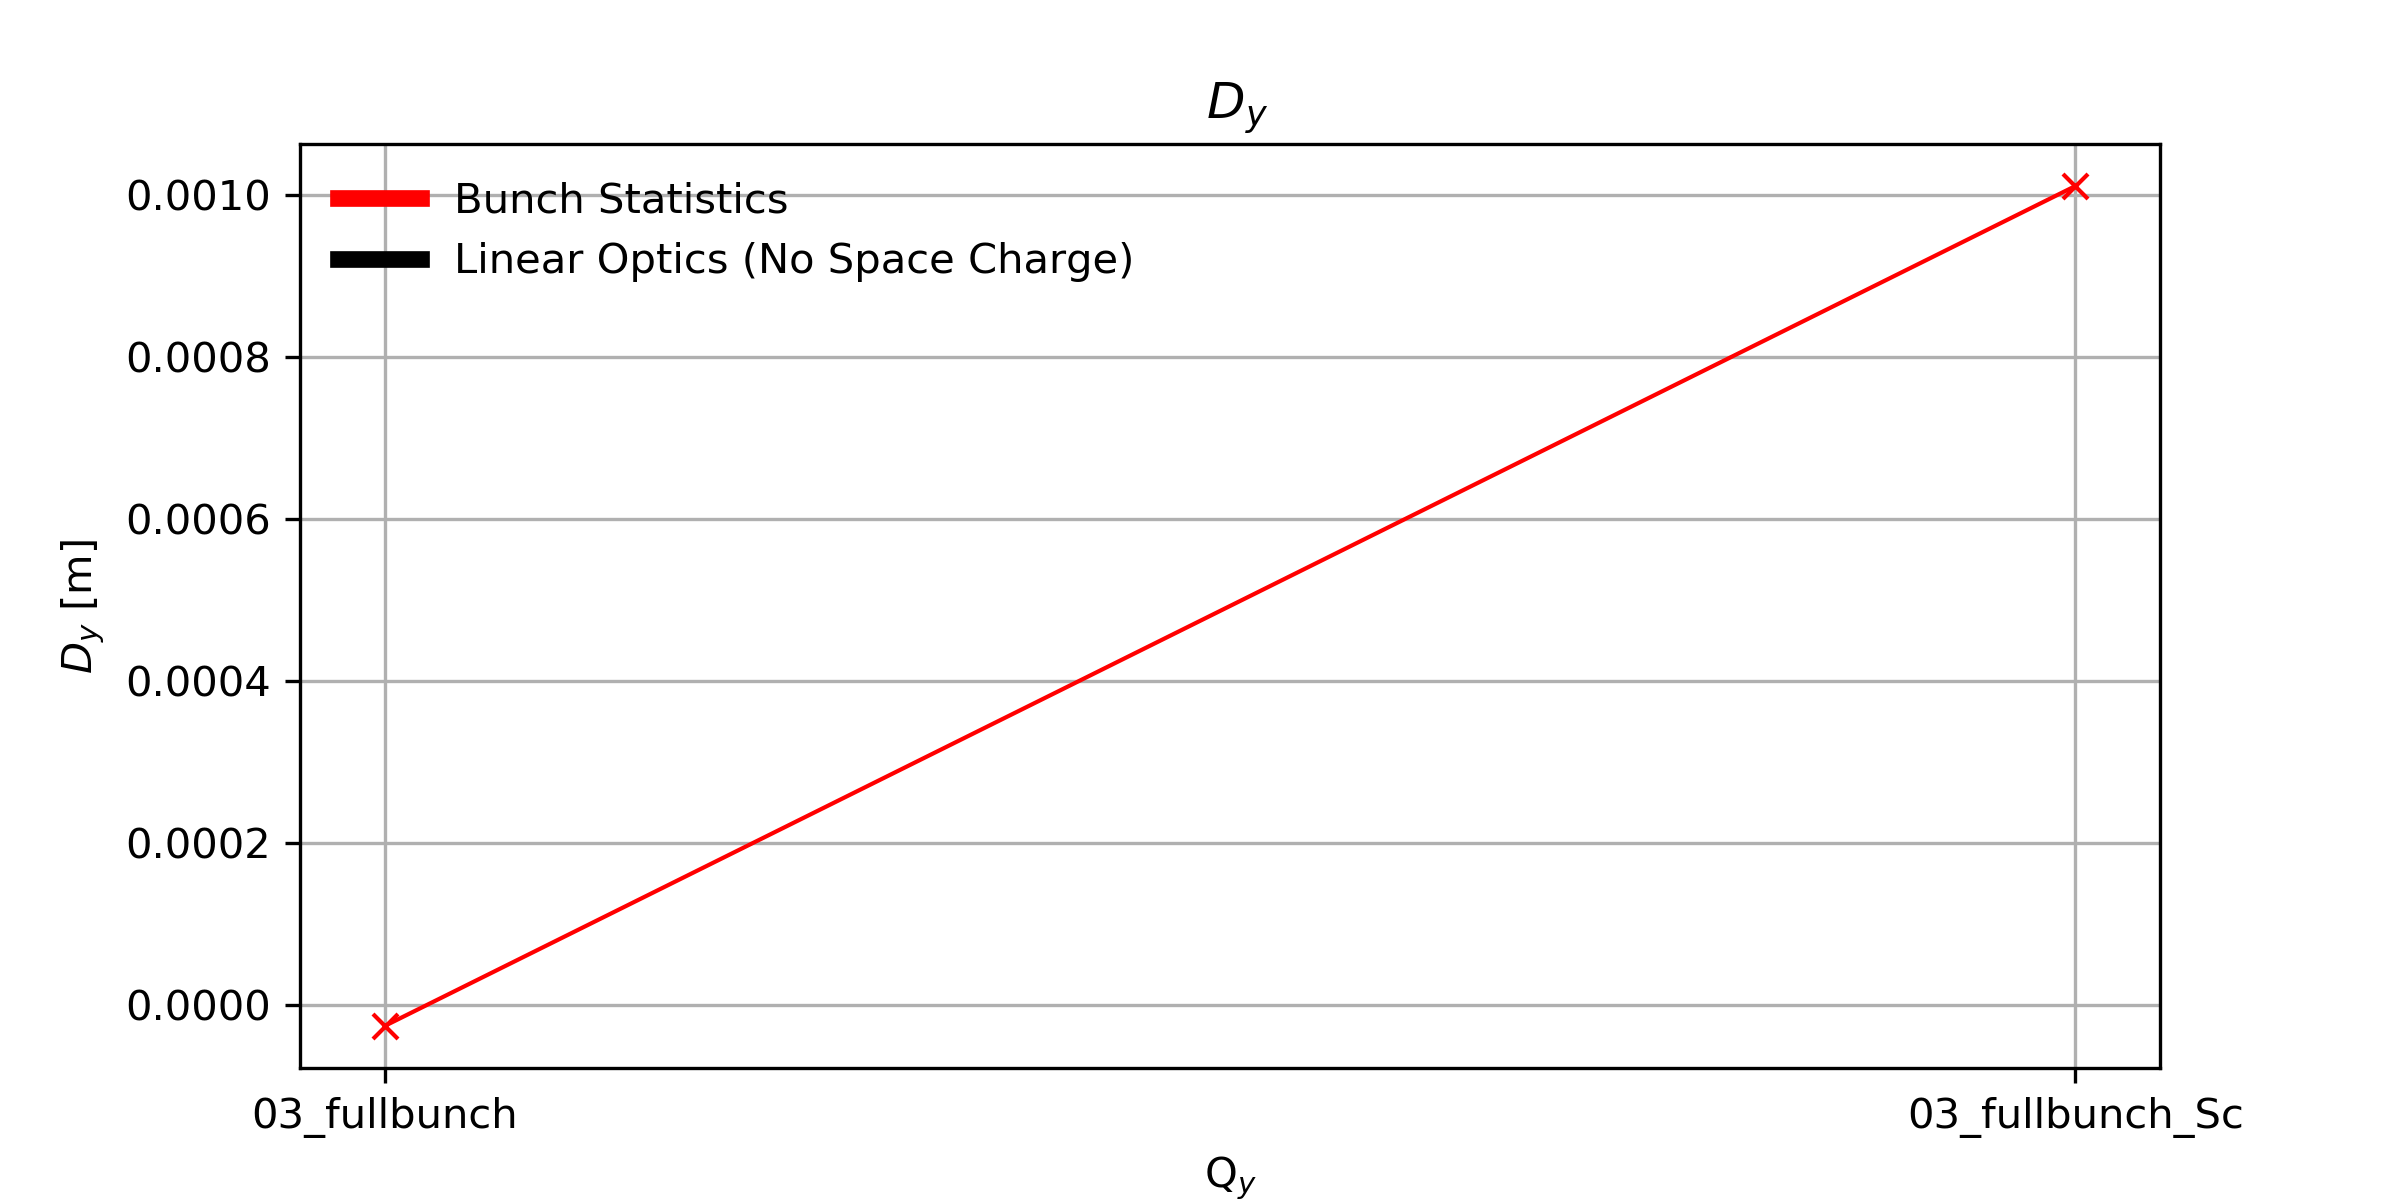 D_y
0.0010
Bunch Statistics
Linear Optics (No Space Charge)
0.0008
0.0006
D_y [m]
0.0004
0.0002
0.0000
03_fullbunch
03_fullbunch_Sc
Q_y